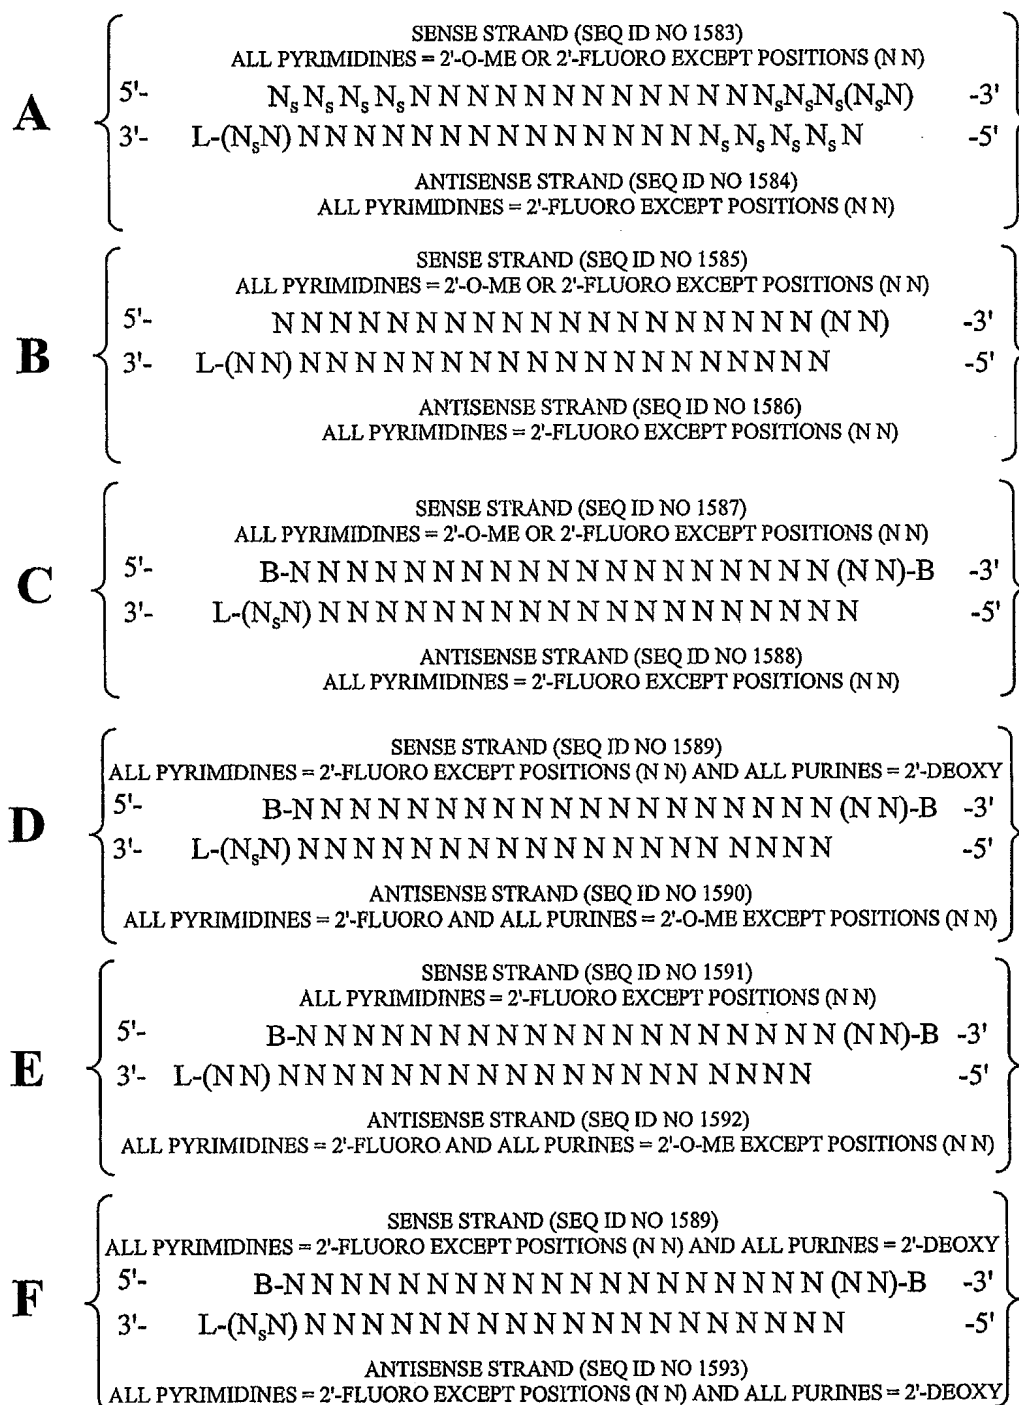 SENSE STRAND (SEQ ID NO 1583)
ALL PYRIMIDINES = 2'-O-ME OR 2'-FLUORO EXCEPT POSITIONS (N N)
A
5'- NₛNₛNₛNₛN N N N N N N N N N N N NₛNₛNₛ(NₛN) -3'
3'- L-(NₛN) N N N N N N N N N N N N N N NₛNₛNₛNₛN -5'
ANTISENSE STRAND (SEQ ID NO 1584)
ALL PYRIMIDINES = 2'-FLUORO EXCEPT POSITIONS (N N)
SENSE STRAND (SEQ ID NO 1585)
ALL PYRIMIDINES = 2'-O-ME OR 2'-FLUORO EXCEPT POSITIONS (N N)
B
5'- N N N N N N N N N N N N N N N N N N N (N N) -3'
3'- L-(N N) N N N N N N N N N N N N N N N N N N N -5'
ANTISENSE STRAND (SEQ ID NO 1586)
ALL PYRIMIDINES = 2'-FLUORO EXCEPT POSITIONS (N N)
SENSE STRAND (SEQ ID NO 1587)
ALL PYRIMIDINES = 2'-O-ME OR 2'-FLUORO EXCEPT POSITIONS (N N)
C
5'- B-N N N N N N N N N N N N N N N N N N N (N N)-B -3'
3'- L-(NₛN) N N N N N N N N N N N N N N N N N N N -5'
ANTISENSE STRAND (SEQ ID NO 1588)
ALL PYRIMIDINES = 2'-FLUORO EXCEPT POSITIONS (N N)
SENSE STRAND (SEQ ID NO 1589)
ALL PYRIMIDINES = 2'-FLUORO EXCEPT POSITIONS (N N) AND ALL PURINES = 2'-DEOXY
D
5'- B-N N N N N N N N N N N N N N N N N N N (N N)-B -3'
3'- L-(NₛN) N N N N N N N N N N N N N N N N N N N -5'
ANTISENSE STRAND (SEQ ID NO 1590)
ALL PYRIMIDINES = 2'-FLUORO AND ALL PURINES = 2'-O-ME EXCEPT POSITIONS (N N)
SENSE STRAND (SEQ ID NO 1591)
ALL PYRIMIDINES = 2'-FLUORO EXCEPT POSITIONS (N N)
E
5'- B-N N N N N N N N N N N N N N N N N N N (N N)-B -3'
3'- L-(N N) N N N N N N N N N N N N N N N N N N N -5'
ANTISENSE STRAND (SEQ ID NO 1592)
ALL PYRIMIDINES = 2'-FLUORO AND ALL PURINES = 2'-O-ME EXCEPT POSITIONS (N N)
SENSE STRAND (SEQ ID NO 1589)
ALL PYRIMIDINES = 2'-FLUORO EXCEPT POSITIONS (N N) AND ALL PURINES = 2'-DEOXY
F
5'- B-N N N N N N N N N N N N N N N N N N N (N N)-B -3'
3'- L-(NₛN) N N N N N N N N N N N N N N N N N N N -5'
ANTISENSE STRAND (SEQ ID NO 1593)
ALL PYRIMIDINES = 2'-FLUORO EXCEPT POSITIONS (N N) AND ALL PURINES = 2'-DEOXY